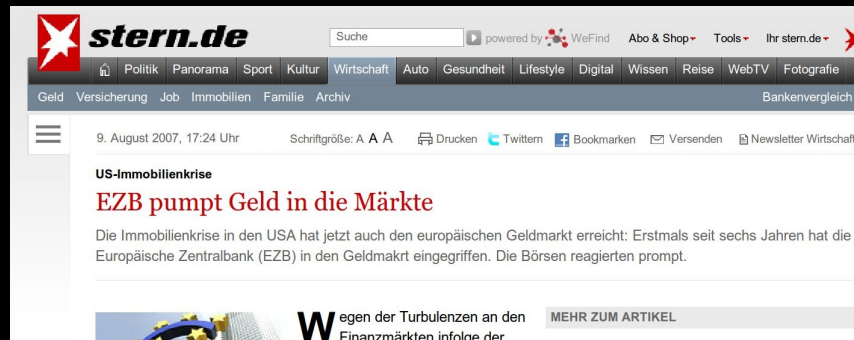 stern.de
Suche powered by WeFind Abo & Shop Tools Ihr stern.de
Politik Panorama Sport Kultur Wirtschaft Auto Gesundheit Lifestyle Digital Wissen Reise WebTV Fotografie
Geld Versicherung Job Immobilien Familie Archiv Bankenvergleich
9. August 2007, 17:24 Uhr Schriftgröße: A A A Drucken Twittern Bookmarken Versenden Newsletter Wirtschaft
US-Immobilienkrise
EZB pumpt Geld in die Märkte
Die Immobilienkrise in den USA hat jetzt auch den europäischen Geldmarkt erreicht: Erstmals seit sechs Jahren hat die
Europäische Zentralbank (EZB) in den Geldmakrt eingegriffen. Die Börsen reagierten prompt.
Wegen der Turbulenzen an den MEHR ZUM ARTIKEL
Finanzmärkten infolge der